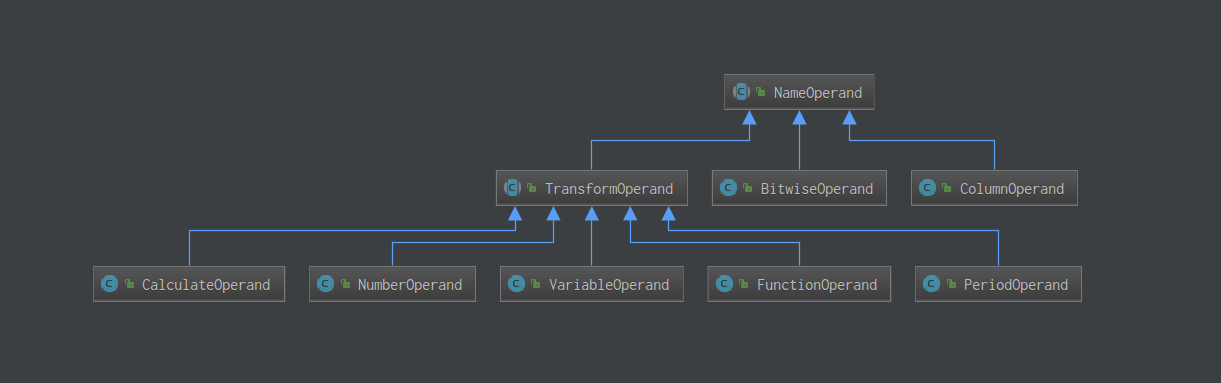 NameOperand
TransformOperand BitwiseOperand ColumnOperand
CalculateOperand NumberOperand VariableOperand FunctionOperand PeriodOperand